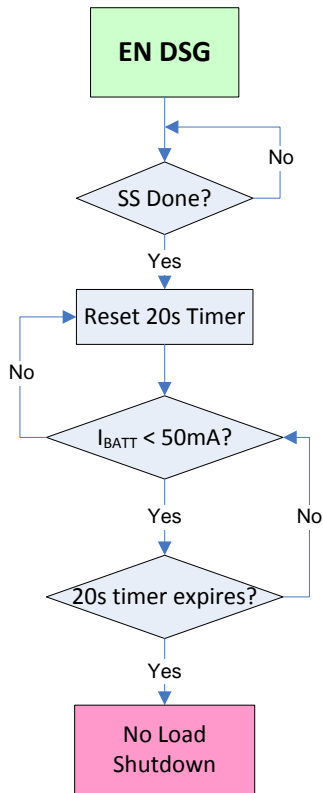 EN DSG
No
SS Done?
Yes
Reset 20s Timer
No
I_BATT < 50mA?
Yes
No
20s timer expires?
Yes
No Load
Shutdown